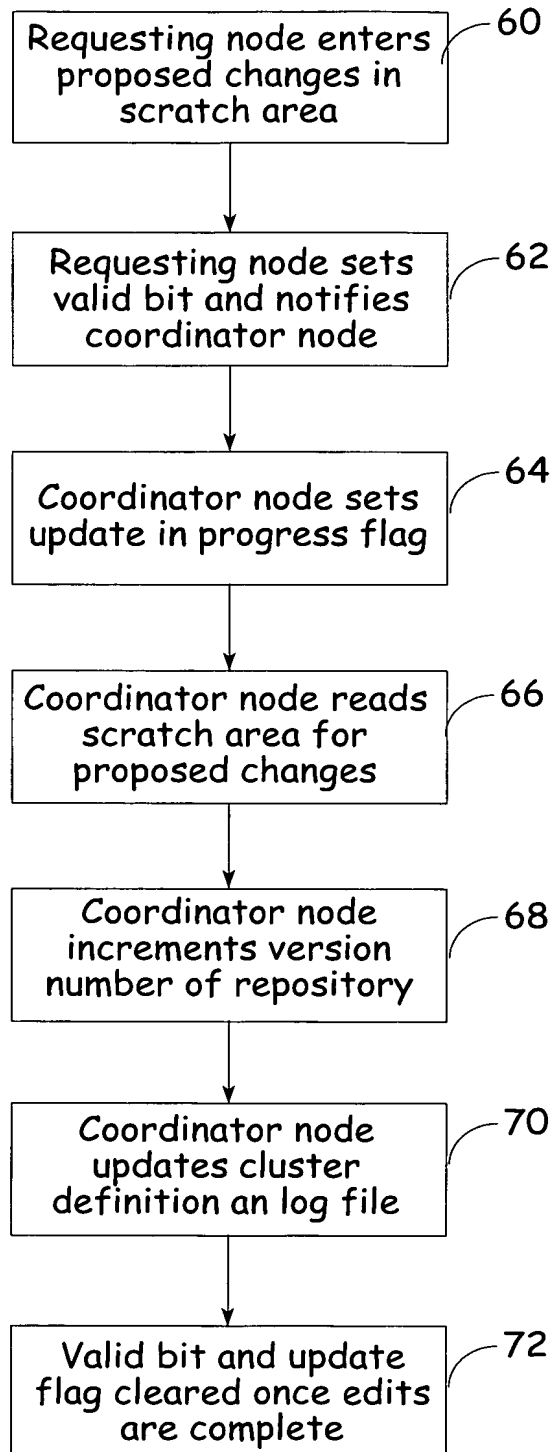 60
Requesting node enters
proposed changes in
scratch area
62
Requesting node sets
valid bit and notifies
coordinator node
64
Coordinator node sets
update in progress flag
66
Coordinator node reads
scratch area for
proposed changes
68
Coordinator node
increments version
number of repository
70
Coordinator node
updates cluster
definition an log file
72
Valid bit and update
flag cleared once edits
are complete